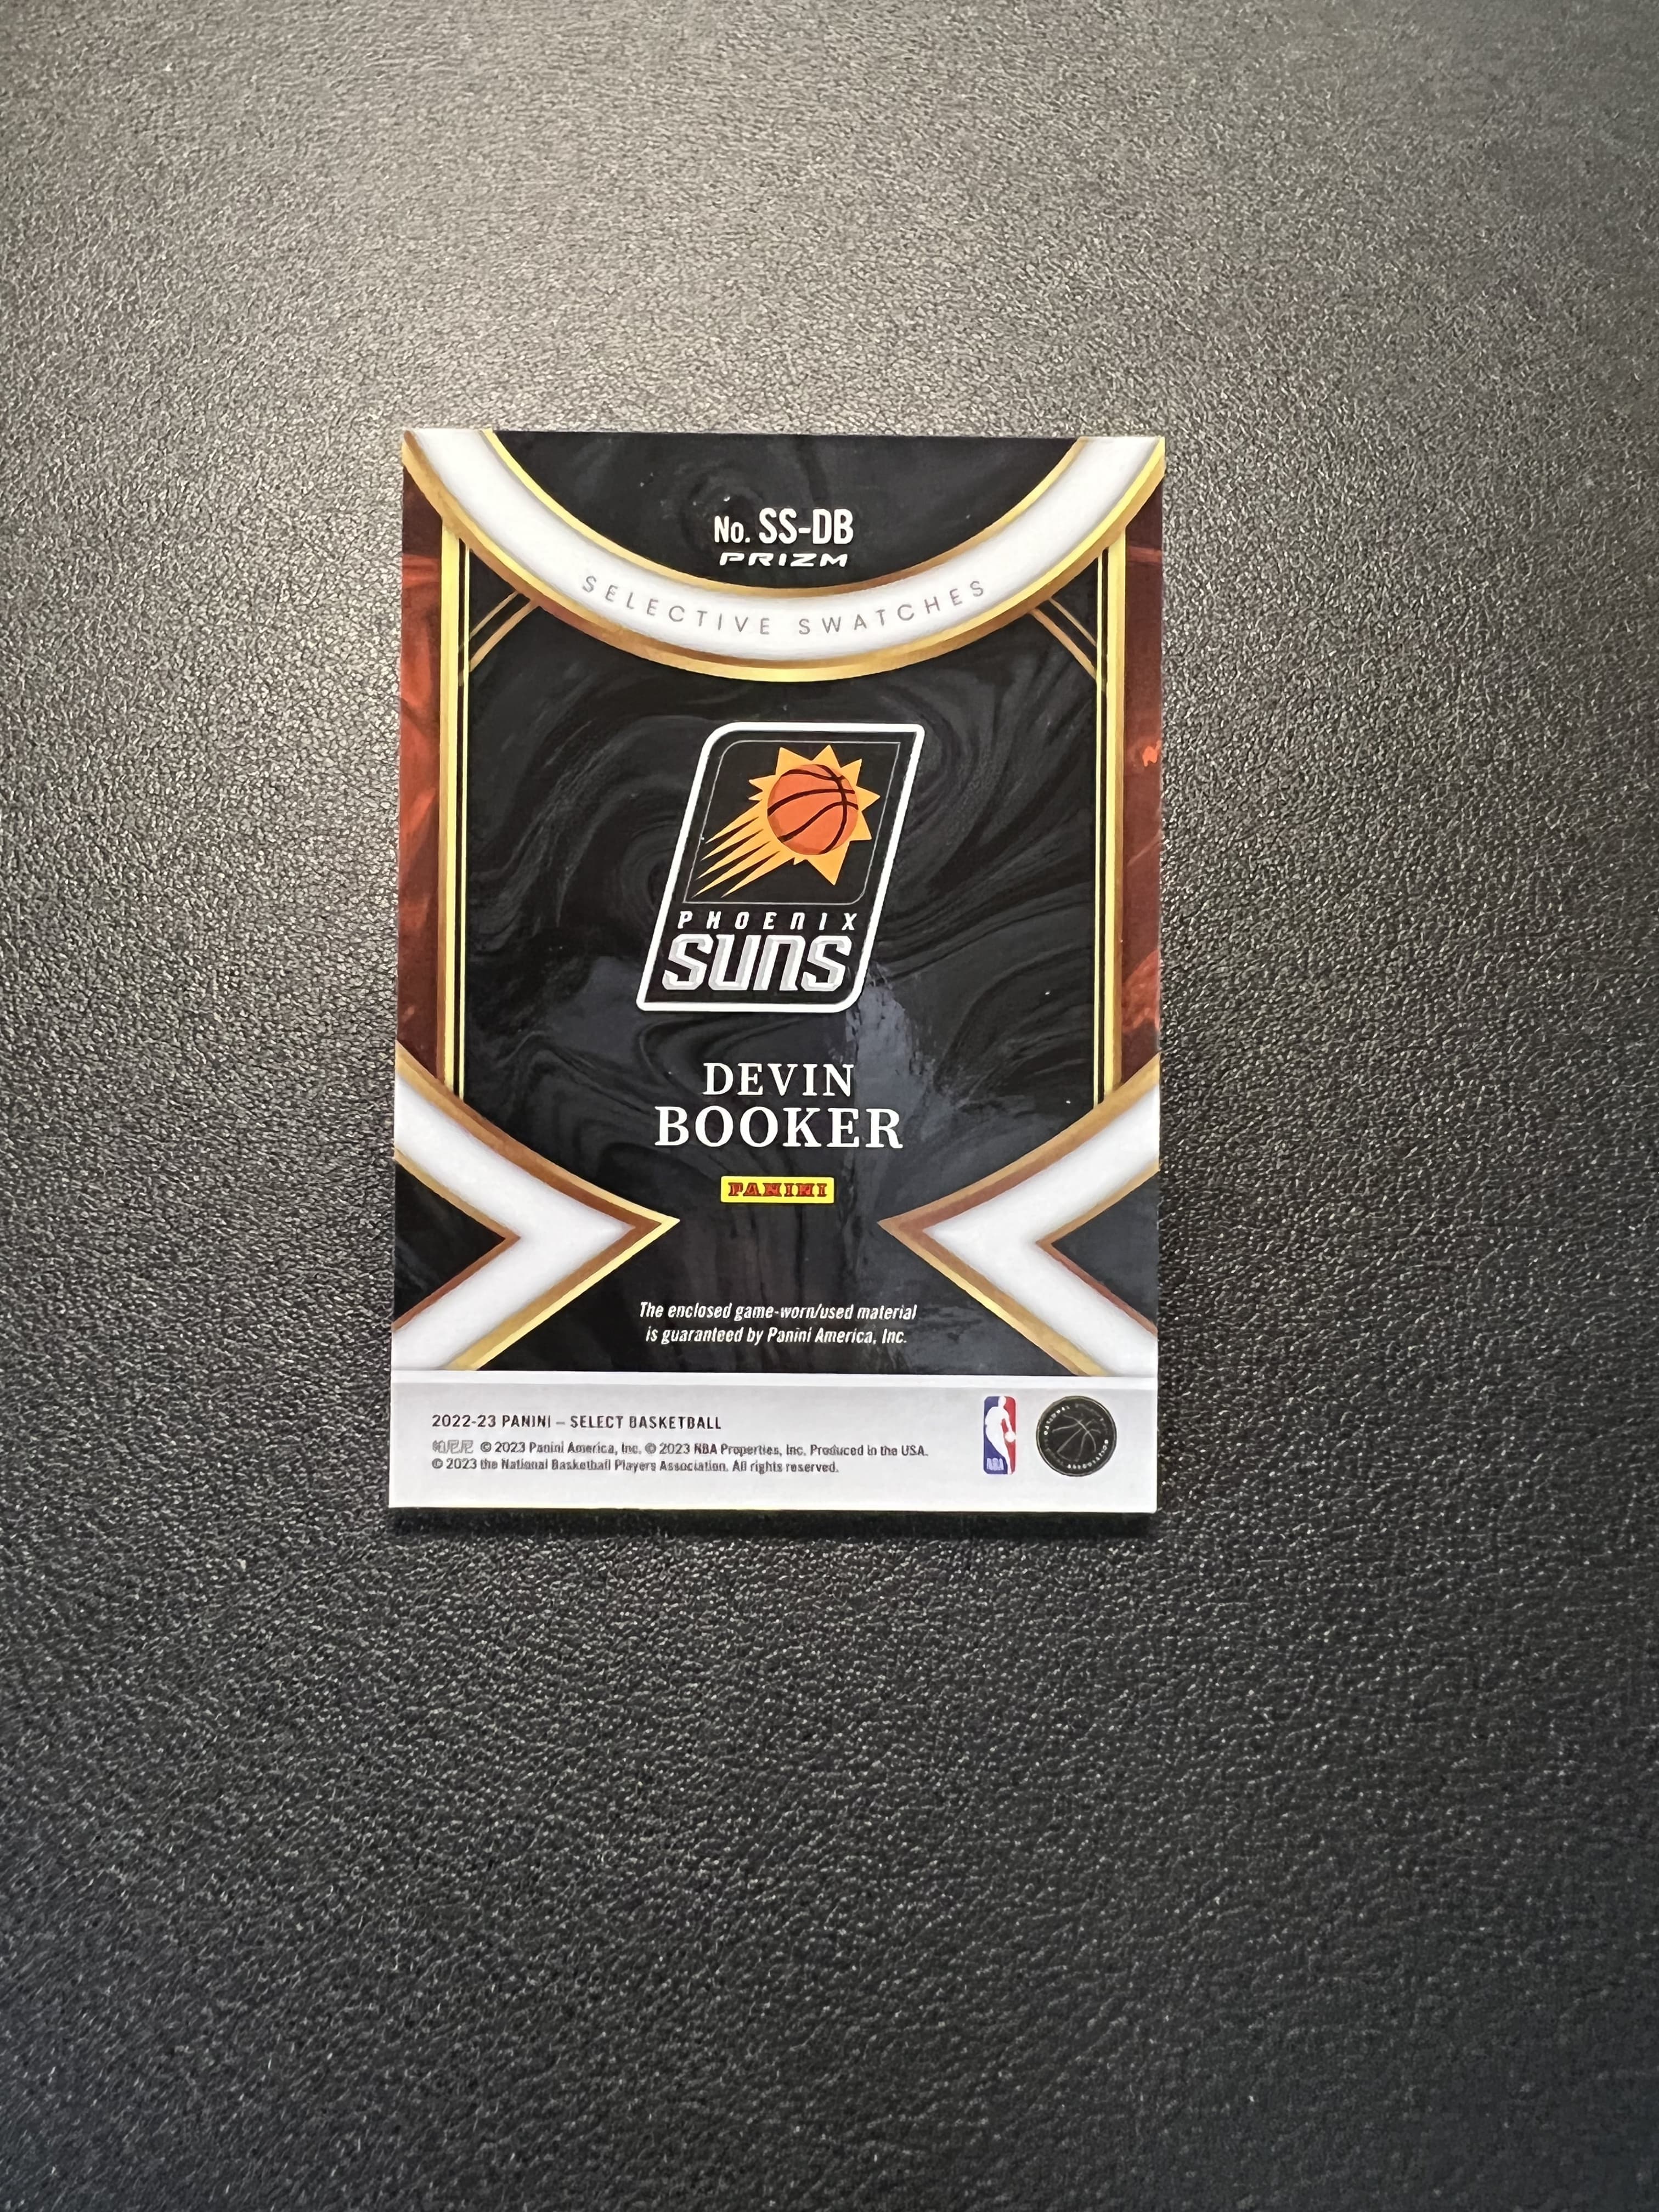 No. SS-DB
PRIZM
SELECTIVE SWATCHES
PHOENIX
SUNS
DEVIN
BOOKER
PANINI
The enclosed game-worn/used material
is guaranteed by Panini America, Inc.
2022-23 PANINI – SELECT BASKETBALL
帕尼尼 © 2023 Panini America, Inc. © 2023 NBA Properties, Inc. Produced in the USA.
© 2023 the National Basketball Players Association. All rights reserved.
NBA